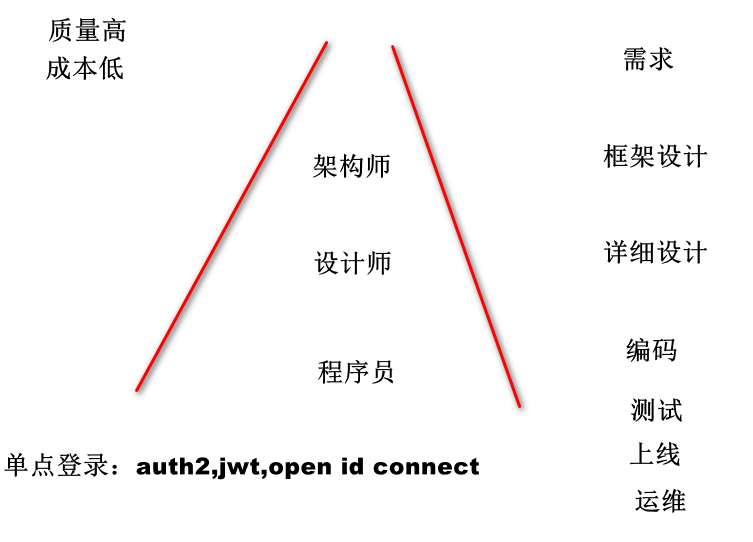 质量高
成本低
需求
架构师
框架设计
设计师
详细设计
程序员
编码
测试
单点登录：auth2,jwt,open id connect
上线
运维